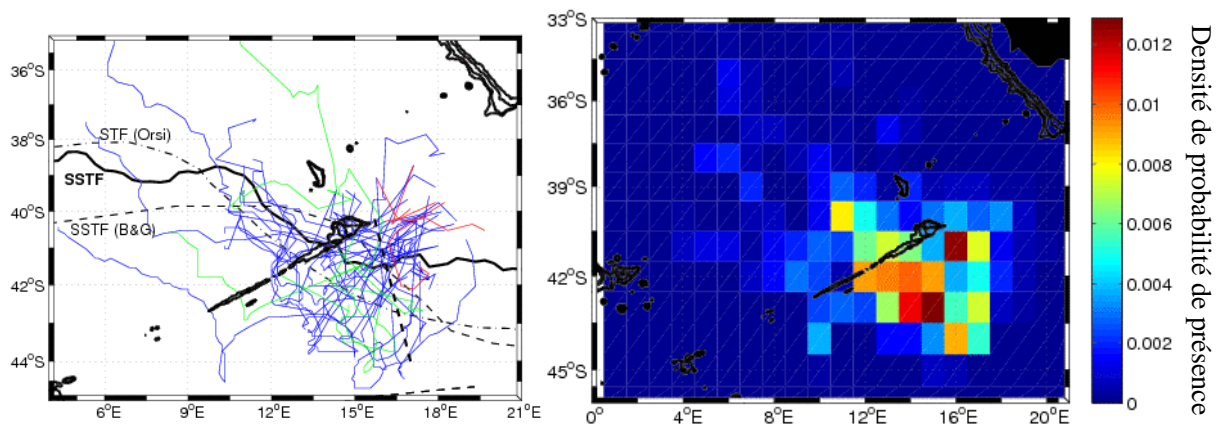 36°S
38°S
40°S
42°S
44°S
6°E
9°E
12°E
15°E
18°E
21°E
STF (Orsi)
SSTF
SSTF (B&G)
33°S
36°S
39°S
42°S
45°S
0°
4°E
8°E
12°E
16°E
20°E
0.012
0.01
0.008
0.006
0.004
0.002
0
Densité de probabilité de présence